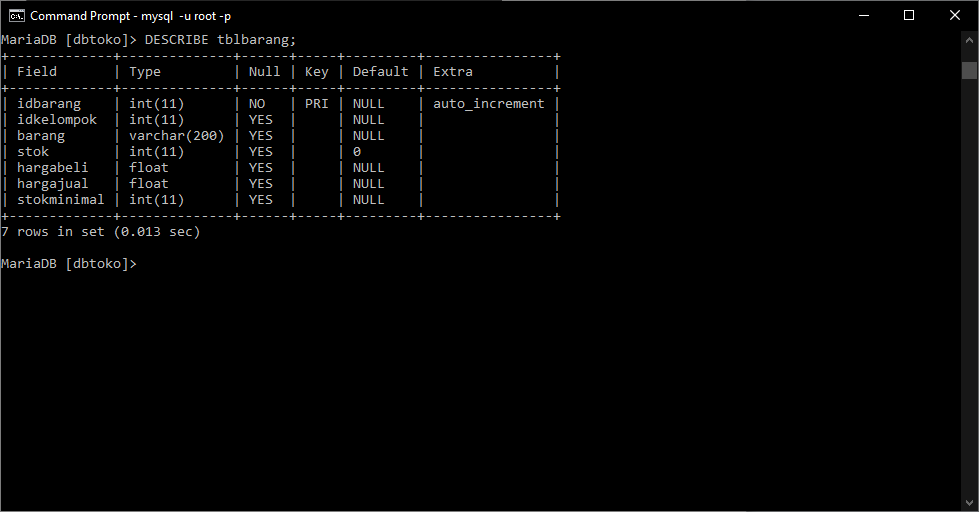 Command Prompt - mysql  -u root -p
MariaDB [dbtoko]> DESCRIBE tblbarang;
+-------------+--------------+------+-----+---------+----------------+
| Field       | Type         | Null | Key | Default | Extra          |
+-------------+--------------+------+-----+---------+----------------+
| idbarang    | int(11)      | NO   | PRI | NULL    | auto_increment |
| idkelompok  | int(11)      | YES  |     | NULL    |                |
| barang      | varchar(200) | YES  |     | NULL    |                |
| stok        | int(11)      | YES  |     | 0       |                |
| hargabeli   | float        | YES  |     | NULL    |                |
| hargajual   | float        | YES  |     | NULL    |                |
| stokminimal | int(11)      | YES  |     | NULL    |                |
+-------------+--------------+------+-----+---------+----------------+
7 rows in set (0.013 sec)
MariaDB [dbtoko]>